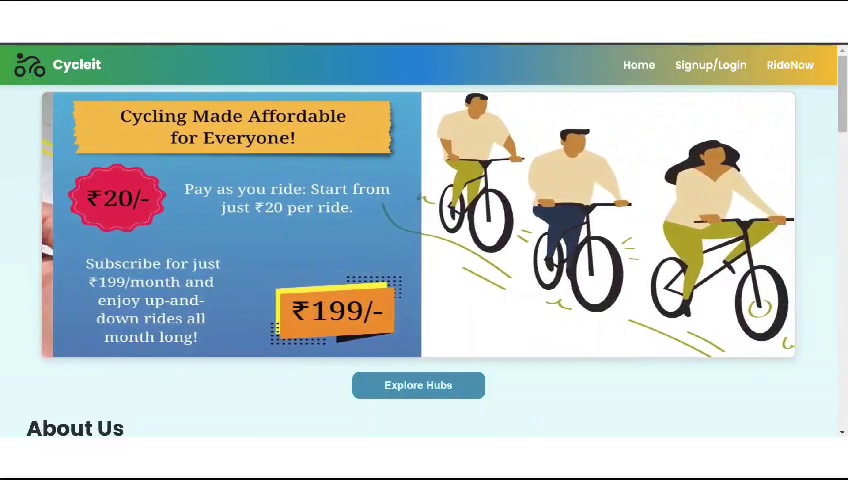 Cycleit
Home Signup/Login RideNow
Cycling Made Affordable
for Everyone!
₹20/-
Pay as you ride: Start from
just ₹20 per ride.
Subscribe for just
₹199/month and
enjoy up-and-
down rides all
month long!
₹199/-
Explore Hubs
About Us